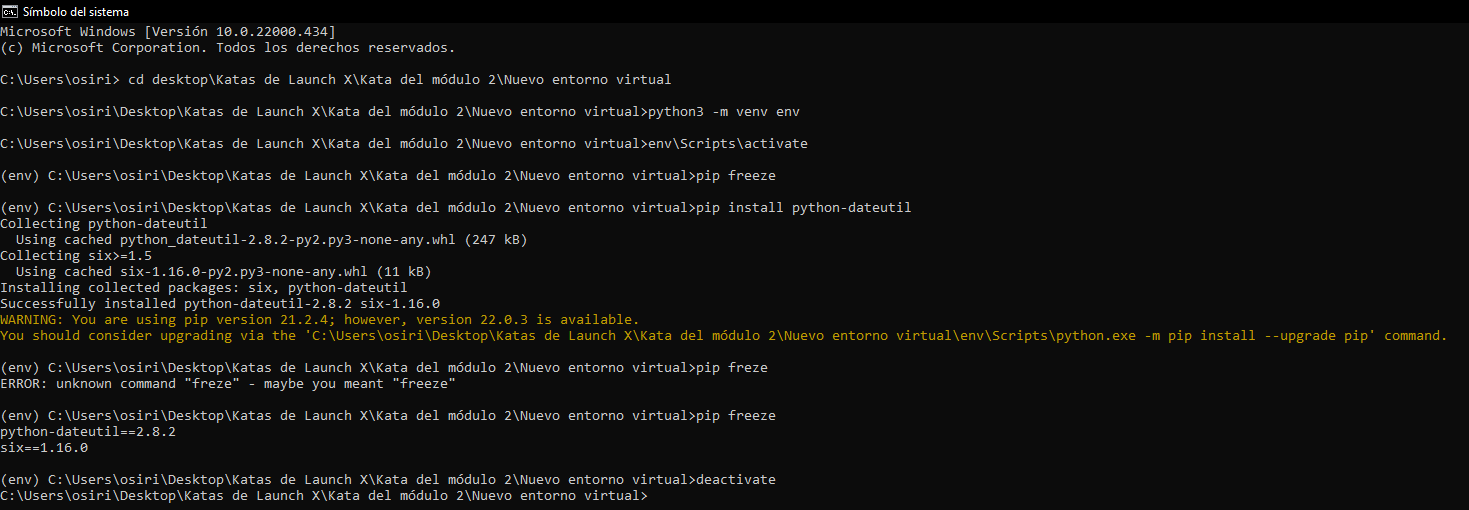 Símbolo del sistema
Microsoft Windows [Versión 10.0.22000.434]
(c) Microsoft Corporation. Todos los derechos reservados.
C:\Users\osiri> cd desktop\Katas de Launch X\Kata del módulo 2\Nuevo entorno virtual
C:\Users\osiri\Desktop\Katas de Launch X\Kata del módulo 2\Nuevo entorno virtual>python3 -m venv env
C:\Users\osiri\Desktop\Katas de Launch X\Kata del módulo 2\Nuevo entorno virtual>env\Scripts\activate
(env) C:\Users\osiri\Desktop\Katas de Launch X\Kata del módulo 2\Nuevo entorno virtual>pip freeze
(env) C:\Users\osiri\Desktop\Katas de Launch X\Kata del módulo 2\Nuevo entorno virtual>pip install python-dateutil
Collecting python-dateutil
  Using cached python_dateutil-2.8.2-py2.py3-none-any.whl (247 kB)
Collecting six>=1.5
  Using cached six-1.16.0-py2.py3-none-any.whl (11 kB)
Installing collected packages: six, python-dateutil
Successfully installed python-dateutil-2.8.2 six-1.16.0
WARNING: You are using pip version 21.2.4; however, version 22.0.3 is available.
You should consider upgrading via the 'C:\Users\osiri\Desktop\Katas de Launch X\Kata del módulo 2\Nuevo entorno virtual\env\Scripts\python.exe -m pip install --upgrade pip' command.
(env) C:\Users\osiri\Desktop\Katas de Launch X\Kata del módulo 2\Nuevo entorno virtual>pip freze
ERROR: unknown command "freze" - maybe you meant "freeze"
(env) C:\Users\osiri\Desktop\Katas de Launch X\Kata del módulo 2\Nuevo entorno virtual>pip freeze
python-dateutil==2.8.2
six==1.16.0
(env) C:\Users\osiri\Desktop\Katas de Launch X\Kata del módulo 2\Nuevo entorno virtual>deactivate
C:\Users\osiri\Desktop\Katas de Launch X\Kata del módulo 2\Nuevo entorno virtual>